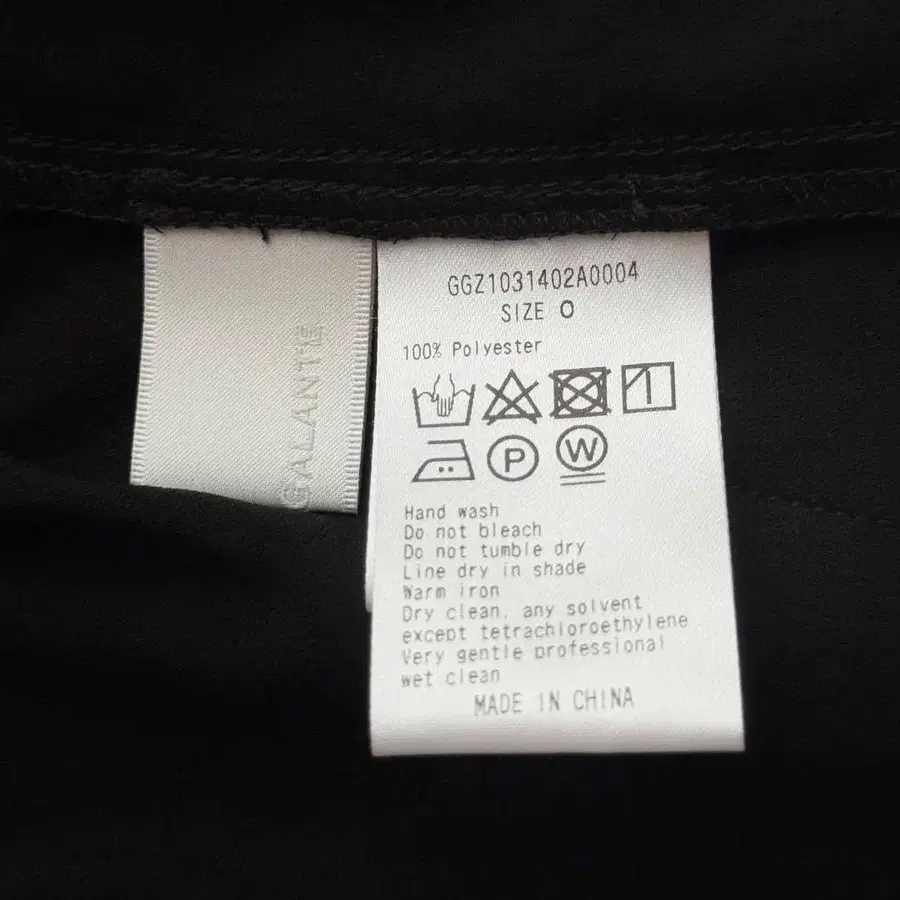 GALANTE
GGZ1031402A0004
SIZE 0
100% Polyester
P
W
Hand wash
Do not bleach
Do not tumble dry
Line dry in shade
Warm iron
Dry clean, any solvent
except tetrachloroethylene
Very gentle professional
wet clean
MADE IN CHINA